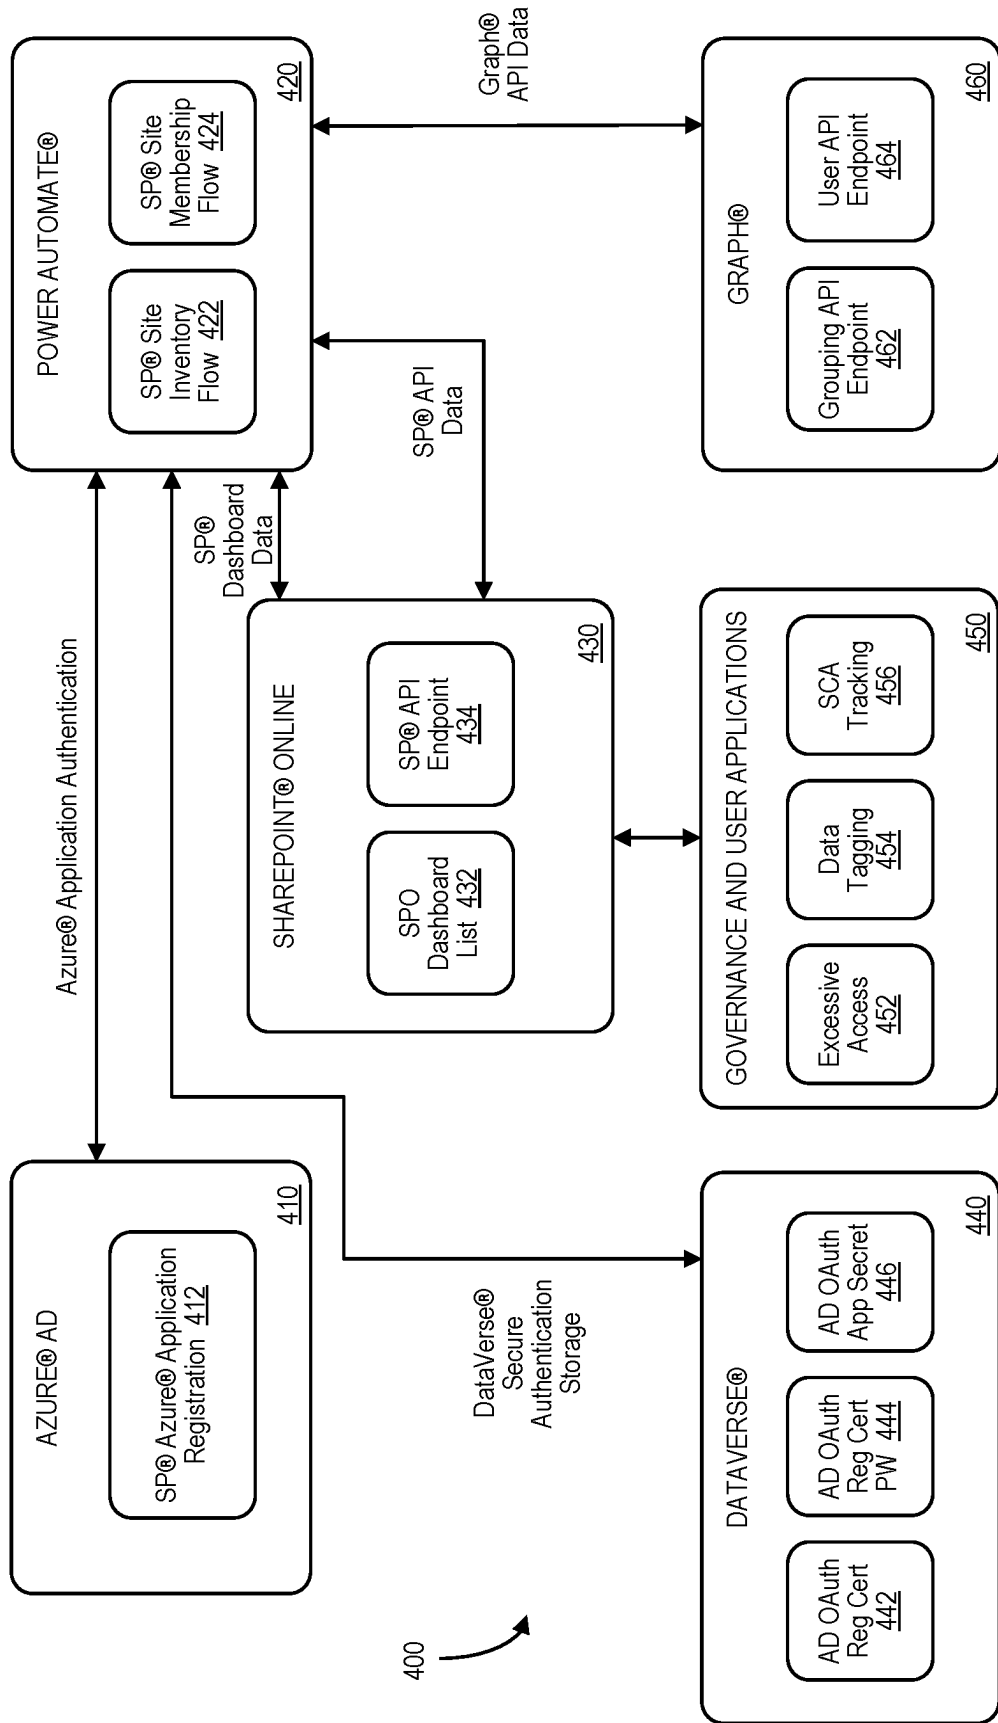 AZURE® AD
SP® Azure® Application
Registration 412
410
Azure® Application Authentication
POWER AUTOMATE®
SP® Site
Inventory
Flow 422
SP® Site
Membership
Flow 424
420
SP®
Dashboard
Data
SHAREPOINT® ONLINE
SPO
Dashboard
List 432
SP® API
Endpoint
434
430
SP® API
Data
Graph®
API Data
DataVerse®
Secure
Authentication
Storage
400
DATAVERSE®
AD OAuth
Reg Cert
442
AD OAuth
Reg Cert
PW 444
AD OAuth
App Secret
446
440
GOVERNANCE AND USER APPLICATIONS
Excessive
Access
452
Data
Tagging
454
SCA
Tracking
456
450
GRAPH®
Grouping API
Endpoint
462
User API
Endpoint
464
460